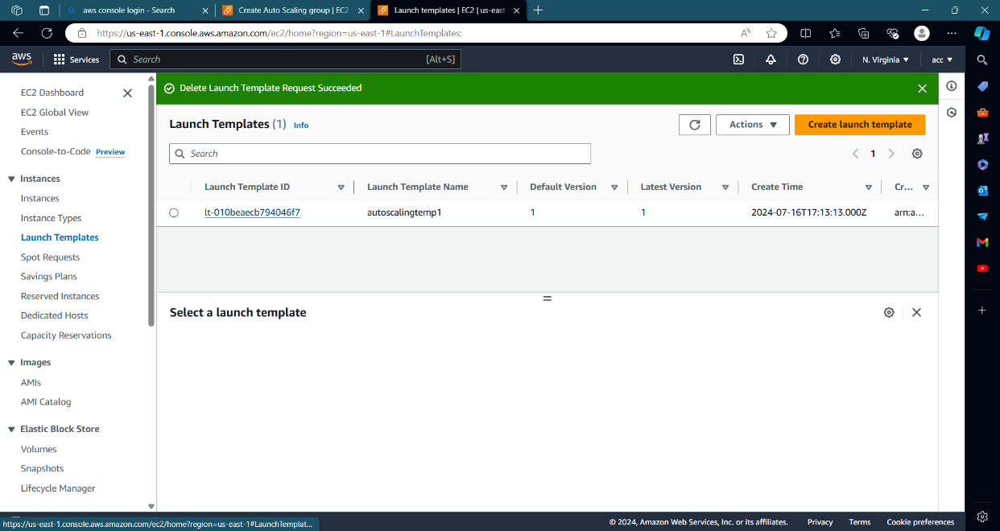 aws console login - Search
Create Auto Scaling group | EC2
Launch templates | EC2 | us-east-
https://us-east-1.console.aws.amazon.com/ec2/home?region=us-east-1#LaunchTemplates:
aws
Services
Search
[Alt+S]
N. Virginia ▼
acc ▼
EC2 Dashboard
EC2 Global View
Events
Console-to-Code Preview
Instances
Instances
Instance Types
Launch Templates
Spot Requests
Savings Plans
Reserved Instances
Dedicated Hosts
Capacity Reservations
Images
AMIs
AMI Catalog
Elastic Block Store
Volumes
Snapshots
Lifecycle Manager
Delete Launch Template Request Succeeded
Launch Templates (1) Info
Actions ▼
Create launch template
Search
1
Launch Template ID
Launch Template Name
Default Version
Latest Version
Create Time
Cr...
lt-010beaecb794046f7
autoscalingtemp1
1
1
2024-07-16T17:13:13.000Z
arn:a...
Select a launch template
https://us-east-1.console.aws.amazon.com/ec2/home?region=us-east-1#LaunchTemplat...
© 2024, Amazon Web Services, Inc. or its affiliates.
Privacy
Terms
Cookie preferences